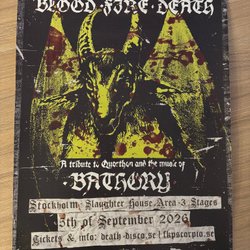 BLOOD·FIRE·DEATH
A tribute to Quorthon and the music of
·BATHORY·
Stockholm, Slaughter House Area 3 Stages
5th of September 2026
Tickets & info: death-disco.se | fkpscorpio.se